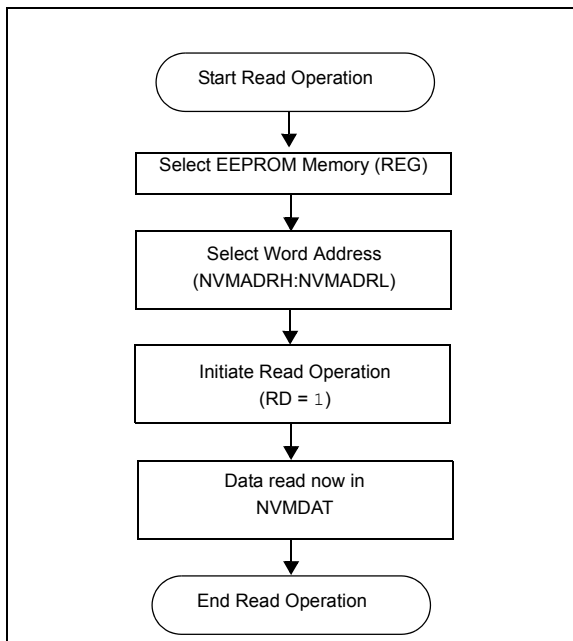 Start Read Operation
Select EEPROM Memory (REG)
Select Word Address
(NVMADRH:NVMADRL)
Initiate Read Operation
(RD = 1)
Data read now in
NVMDAT
End Read Operation